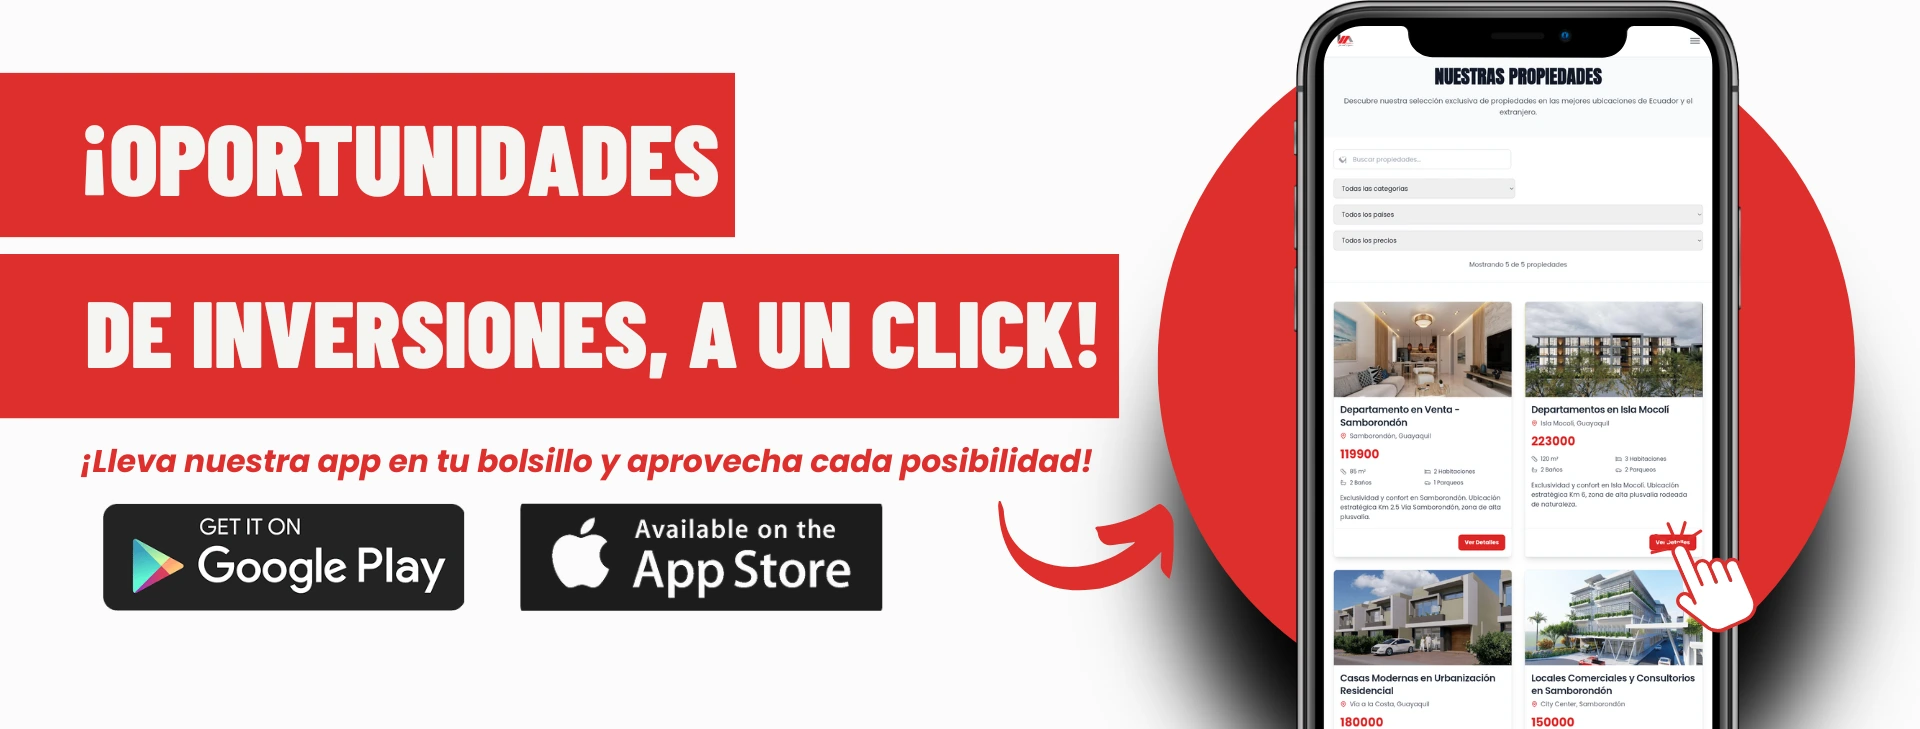 ¡OPORTUNIDADES
DE INVERSIONES, A UN CLICK!
¡Lleva nuestra app en tu bolsillo y aprovecha cada posibilidad!
GET IT ON
Google Play
Available on the
App Store
NUESTRAS PROPIEDADES
Descubre nuestra selección exclusiva de propiedades en las mejores ubicaciones de Ecuador y el
extranjero.
Buscar propiedades...
Todas las categorías
Todos los países
Todos los precios
Mostrando 5 de 5 propiedades
Departamento en Venta -
Samborondón
Samborondón, Guayaquil
119900
85 m²
2 Habitaciones
2 Baños
1 Parqueos
Exclusividad y confort en Samborondón. Ubicación
estratégica Km 2.5 Vía Samborondón, zona de alta
plusvalía.
Ver Detalles
Departamentos en Isla Mocolí
Isla Mocolí, Guayaquil
223000
120 m²
3 Habitaciones
2 Baños
2 Parqueos
Exclusividad y confort en Isla Mocolí. Ubicación
estratégica Km 6, zona de alta plusvalía rodeada
de naturaleza.
Ver Detalles
Casas Modernas en Urbanización
Residencial
Vía a la Costa, Guayaquil
180000
Locales Comerciales y Consultorios
en Samborondón
City Center, Samborondón
150000